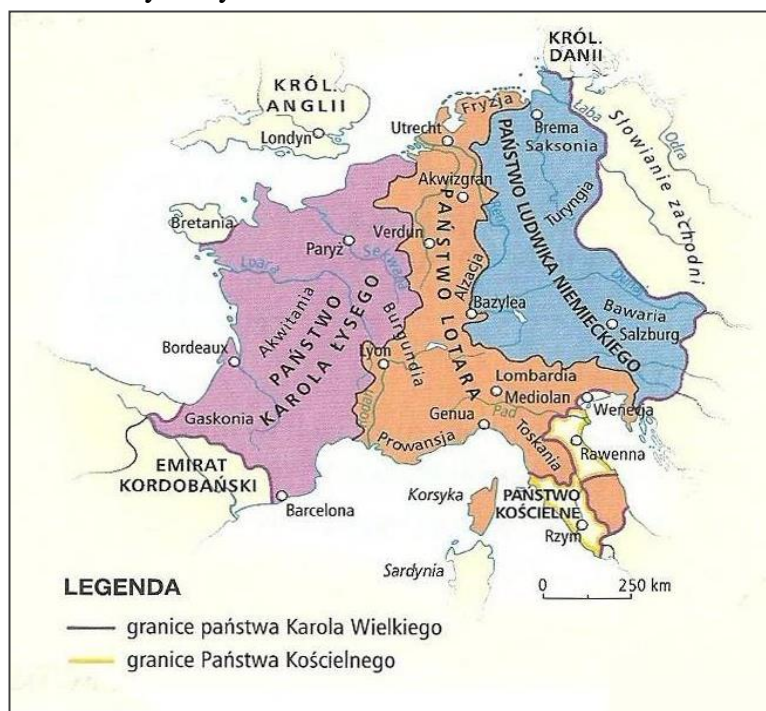 KRÓL.
DANII
KRÓL.
ANGLII
Londyn
Fryzja
Utrecht
Łaba
Odra
Słowianie zachodni
Brema
Saksonia
Akwizgran
Turyngia
PAŃSTWO LUDWIKA NIEMIECKIEGO
Ren
Bretania
Paryż
Sekwana
Verdun
PAŃSTWO LOTARA
Alzacja
Loara
Dunaj
Bazylea
Bawaria
Salzburg
Akwitania
PAŃSTWO
KAROLA ŁYSEGO
Burgundia
Bordeaux
Lyon
Rodan
Lombardia
Mediolan
Wenecja
Gaskonia
Genua
Pad
Prowansja
Toskania
Rawenna
EMIRAT
KORDOBAŃSKI
Barcelona
Korsyka
PAŃSTWO
KOŚCIELNE
Rzym
Sardynia
0 250 km
LEGENDA
granice państwa Karola Wielkiego
granice Państwa Kościelnego